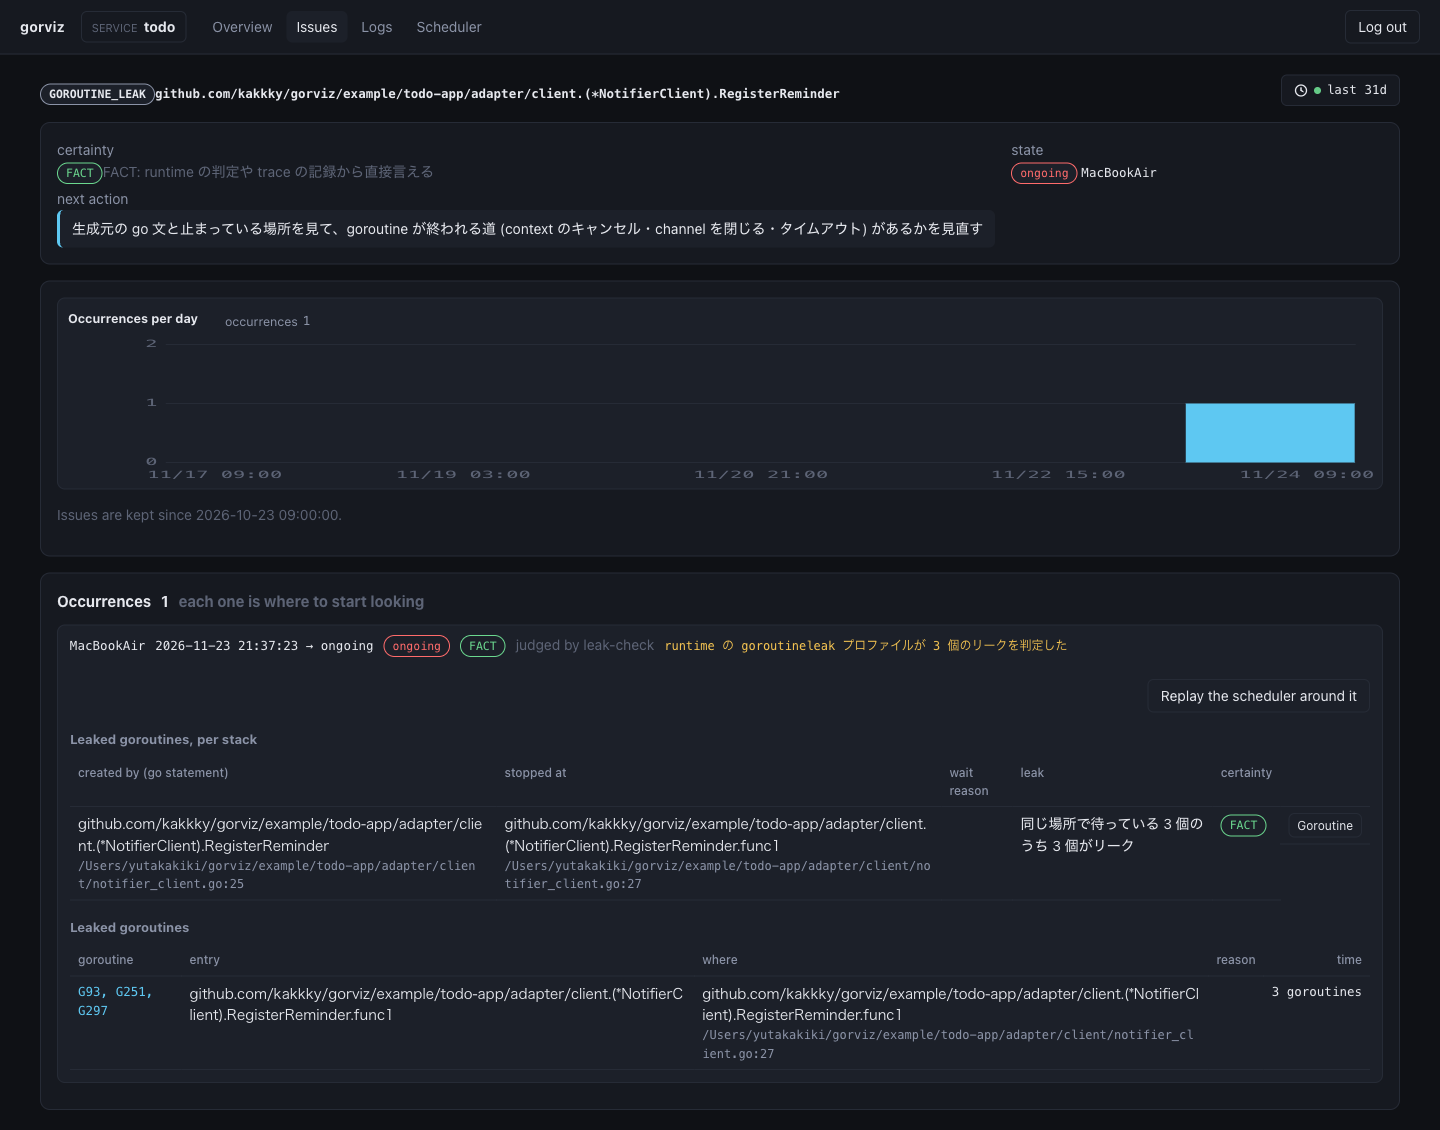 gorviz SERVICE todo Overview Issues Logs Scheduler Log out
GOROUTINE_LEAK github.com/kakkky/gorviz/example/todo-app/adapter/client.(*NotifierClient).RegisterReminder last 31d
certainty state
FACT FACT: runtime の判定や trace の記録から直接言える ongoing MacBookAir
next action
生成元の go 文と止まっている場所を見て、goroutine が終われる道 (context のキャンセル・channel を閉じる・タイムアウト) があるかを見直す
Occurrences per day occurrences 1
2
1
0
11/17 09:00 11/19 03:00 11/20 21:00 11/22 15:00 11/24 09:00
Issues are kept since 2026-10-23 09:00:00.
Occurrences 1 each one is where to start looking
MacBookAir 2026-11-23 21:37:23 → ongoing ongoing FACT judged by leak-check runtime の goroutineleak プロファイルが 3 個のリークを判定した
Replay the scheduler around it
Leaked goroutines, per stack
created by (go statement) stopped at wait reason leak certainty
github.com/kakkky/gorviz/example/todo-app/adapter/clie
nt.(*NotifierClient).RegisterReminder
/Users/yutakakiki/gorviz/example/todo-app/adapter/clien
t/notifier_client.go:25
github.com/kakkky/gorviz/example/todo-app/adapter/client.
(*NotifierClient).RegisterReminder.func1
/Users/yutakakiki/gorviz/example/todo-app/adapter/client/no
tifier_client.go:27
同じ場所で待っている 3 個の
うち 3 個がリーク
FACT Goroutine
Leaked goroutines
goroutine entry where reason time
G93, G251,
G297
github.com/kakkky/gorviz/example/todo-app/adapter/client.(*NotifierC
lient).RegisterReminder.func1
github.com/kakkky/gorviz/example/todo-app/adapter/client.(*NotifierCl
ient).RegisterReminder.func1
/Users/yutakakiki/gorviz/example/todo-app/adapter/client/notifier_cl
ient.go:27
3 goroutines